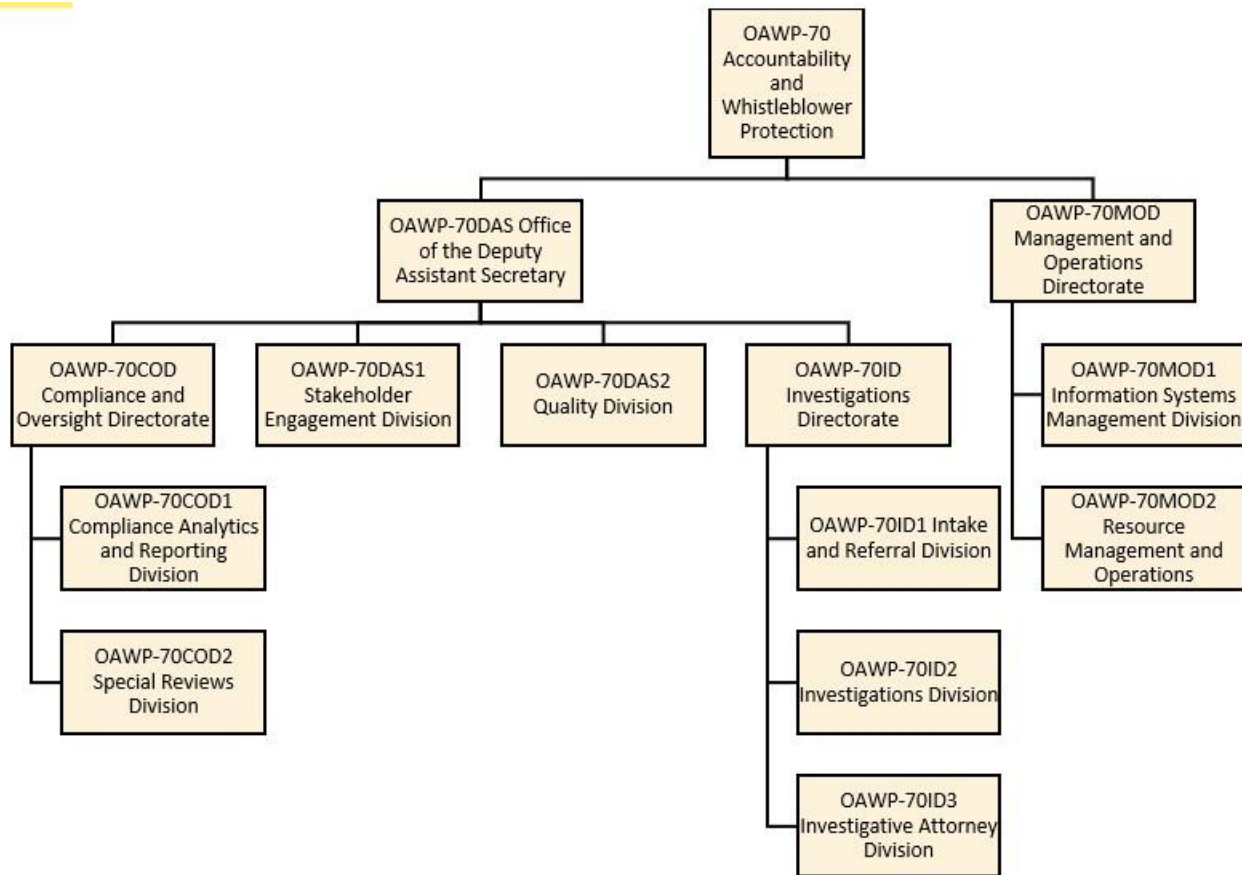 OAWP-70
Accountability
and
Whistleblower
Protection
OAWP-70DAS Office
of the Deputy
Assistant Secretary
OAWP-70MOD
Management and
Operations
Directorate
OAWP-70COD
Compliance and
Oversight Directorate
OAWP-70DAS1
Stakeholder
Engagement Division
OAWP-70DAS2
Quality Division
OAWP-70ID
Investigations
Directorate
OAWP-70MOD1
Information Systems
Management Division
OAWP-70COD1
Compliance Analytics
and Reporting
Division
OAWP-70ID1 Intake
and Referral Division
OAWP-70MOD2
Resource
Management and
Operations
OAWP-70COD2
Special Reviews
Division
OAWP-70ID2
Investigations Division
OAWP-70ID3
Investigative Attorney
Division